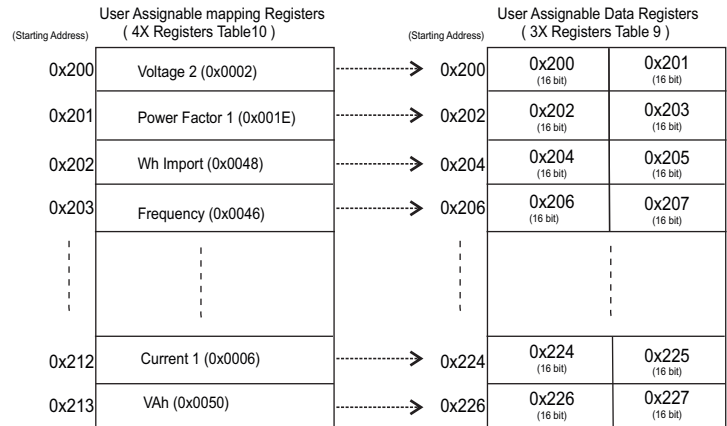 User Assignable mapping Registers
( 4X Registers Table10 )
User Assignable Data Registers
( 3X Registers Table 9 )
(Starting Address)
(Starting Address)
0x200 Voltage 2 (0x0002) 0x200 0x200 (16 bit) 0x201 (16 bit)
0x201 Power Factor 1 (0x001E) 0x202 0x202 (16 bit) 0x203 (16 bit)
0x202 Wh Import (0x0048) 0x204 0x204 (16 bit) 0x205 (16 bit)
0x203 Frequency (0x0046) 0x206 0x206 (16 bit) 0x207 (16 bit)
0x212 Current 1 (0x0006) 0x224 0x224 (16 bit) 0x225 (16 bit)
0x213 VAh (0x0050) 0x226 0x226 (16 bit) 0x227 (16 bit)